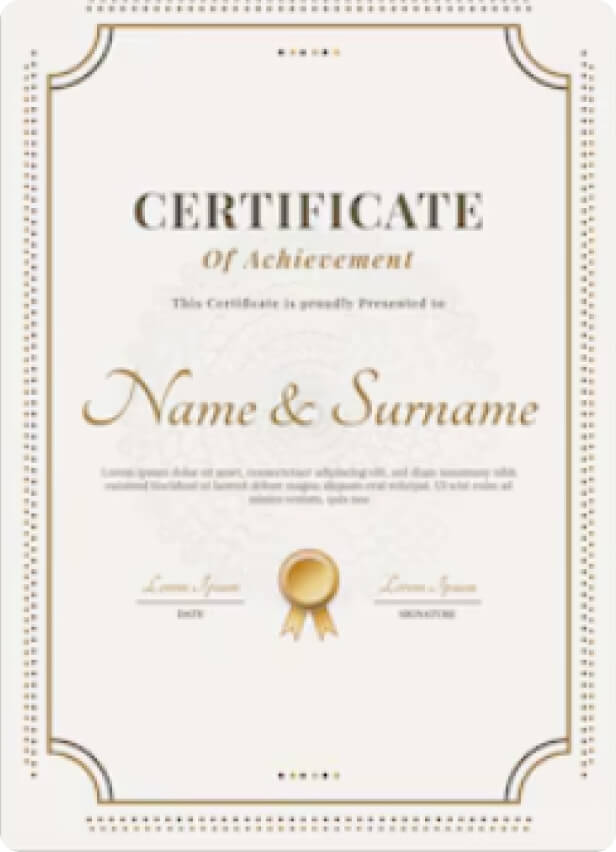 CERTIFICATE
Of Achievement
This Certificate is proudly Presented to
Name & Surname
Lorem ipsum dolor sit amet, consectetuer adipiscing elit, sed diam nonummy nibh
euismod tincidunt ut laoreet dolore magna aliquam erat volutpat. Ut wisi enim ad
minim veniam, quis nos
Lorem Ipsum
Lorem Ipsum
DATE
SIGNATURE